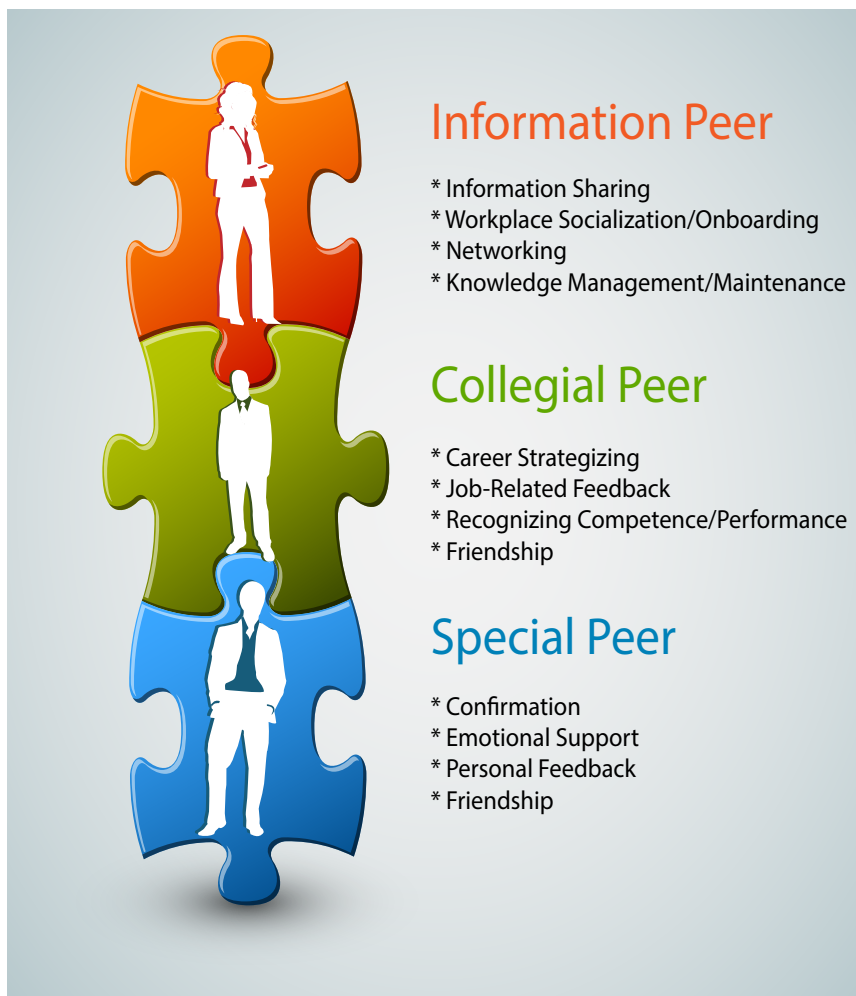 Information Peer
* Information Sharing
* Workplace Socialization/Onboarding
* Networking
* Knowledge Management/Maintenance
Collegial Peer
* Career Strategizing
* Job-Related Feedback
* Recognizing Competence/Performance
* Friendship
Special Peer
* Confirmation
* Emotional Support
* Personal Feedback
* Friendship